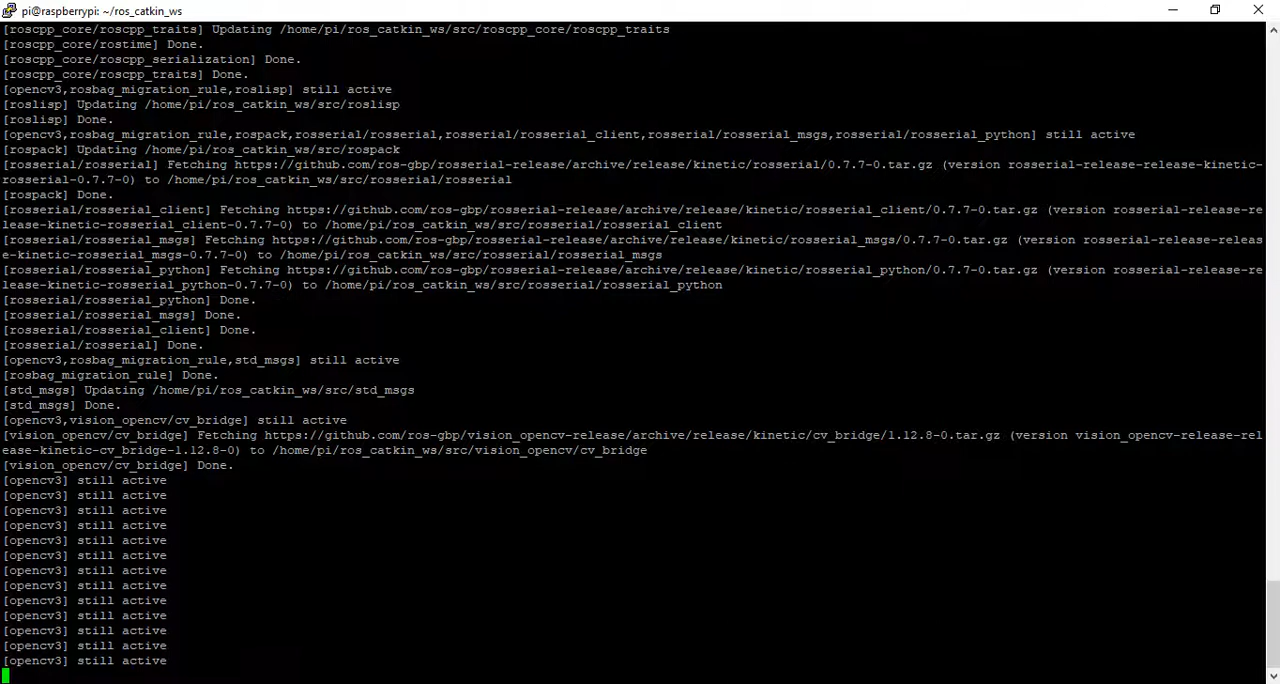 pi@raspberrypi: ~/ros_catkin_ws
[roscpp_core/roscpp_traits] Updating /home/pi/ros_catkin_ws/src/roscpp_core/roscpp_traits
[roscpp_core/rostime] Done.
[roscpp_core/roscpp_serialization] Done.
[roscpp_core/roscpp_traits] Done.
[opencv3,rosbag_migration_rule,roslisp] still active
[roslisp] Updating /home/pi/ros_catkin_ws/src/roslisp
[roslisp] Done.
[opencv3,rosbag_migration_rule,rospack,rosserial/rosserial,rosserial/rosserial_client,rosserial/rosserial_msgs,rosserial/rosserial_python] still active
[rospack] Updating /home/pi/ros_catkin_ws/src/rospack
[rosserial/rosserial] Fetching https://github.com/ros-gbp/rosserial-release/archive/release/kinetic/rosserial/0.7.7-0.tar.gz (version rosserial-release-release-kinetic-
rosserial-0.7.7-0) to /home/pi/ros_catkin_ws/src/rosserial/rosserial
[rospack] Done.
[rosserial/rosserial_client] Fetching https://github.com/ros-gbp/rosserial-release/archive/release/kinetic/rosserial_client/0.7.7-0.tar.gz (version rosserial-release-re
lease-kinetic-rosserial_client-0.7.7-0) to /home/pi/ros_catkin_ws/src/rosserial/rosserial_client
[rosserial/rosserial_msgs] Fetching https://github.com/ros-gbp/rosserial-release/archive/release/kinetic/rosserial_msgs/0.7.7-0.tar.gz (version rosserial-release-releas
e-kinetic-rosserial_msgs-0.7.7-0) to /home/pi/ros_catkin_ws/src/rosserial/rosserial_msgs
[rosserial/rosserial_python] Fetching https://github.com/ros-gbp/rosserial-release/archive/release/kinetic/rosserial_python/0.7.7-0.tar.gz (version rosserial-release-re
lease-kinetic-rosserial_python-0.7.7-0) to /home/pi/ros_catkin_ws/src/rosserial/rosserial_python
[rosserial/rosserial_python] Done.
[rosserial/rosserial_msgs] Done.
[rosserial/rosserial_client] Done.
[rosserial/rosserial] Done.
[opencv3,rosbag_migration_rule,std_msgs] still active
[rosbag_migration_rule] Done.
[std_msgs] Updating /home/pi/ros_catkin_ws/src/std_msgs
[std_msgs] Done.
[opencv3,vision_opencv/cv_bridge] still active
[vision_opencv/cv_bridge] Fetching https://github.com/ros-gbp/vision_opencv-release/archive/release/kinetic/cv_bridge/1.12.8-0.tar.gz (version vision_opencv-release-rel
ease-kinetic-cv_bridge-1.12.8-0) to /home/pi/ros_catkin_ws/src/vision_opencv/cv_bridge
[vision_opencv/cv_bridge] Done.
[opencv3] still active
[opencv3] still active
[opencv3] still active
[opencv3] still active
[opencv3] still active
[opencv3] still active
[opencv3] still active
[opencv3] still active
[opencv3] still active
[opencv3] still active
[opencv3] still active
[opencv3] still active
[opencv3] still active